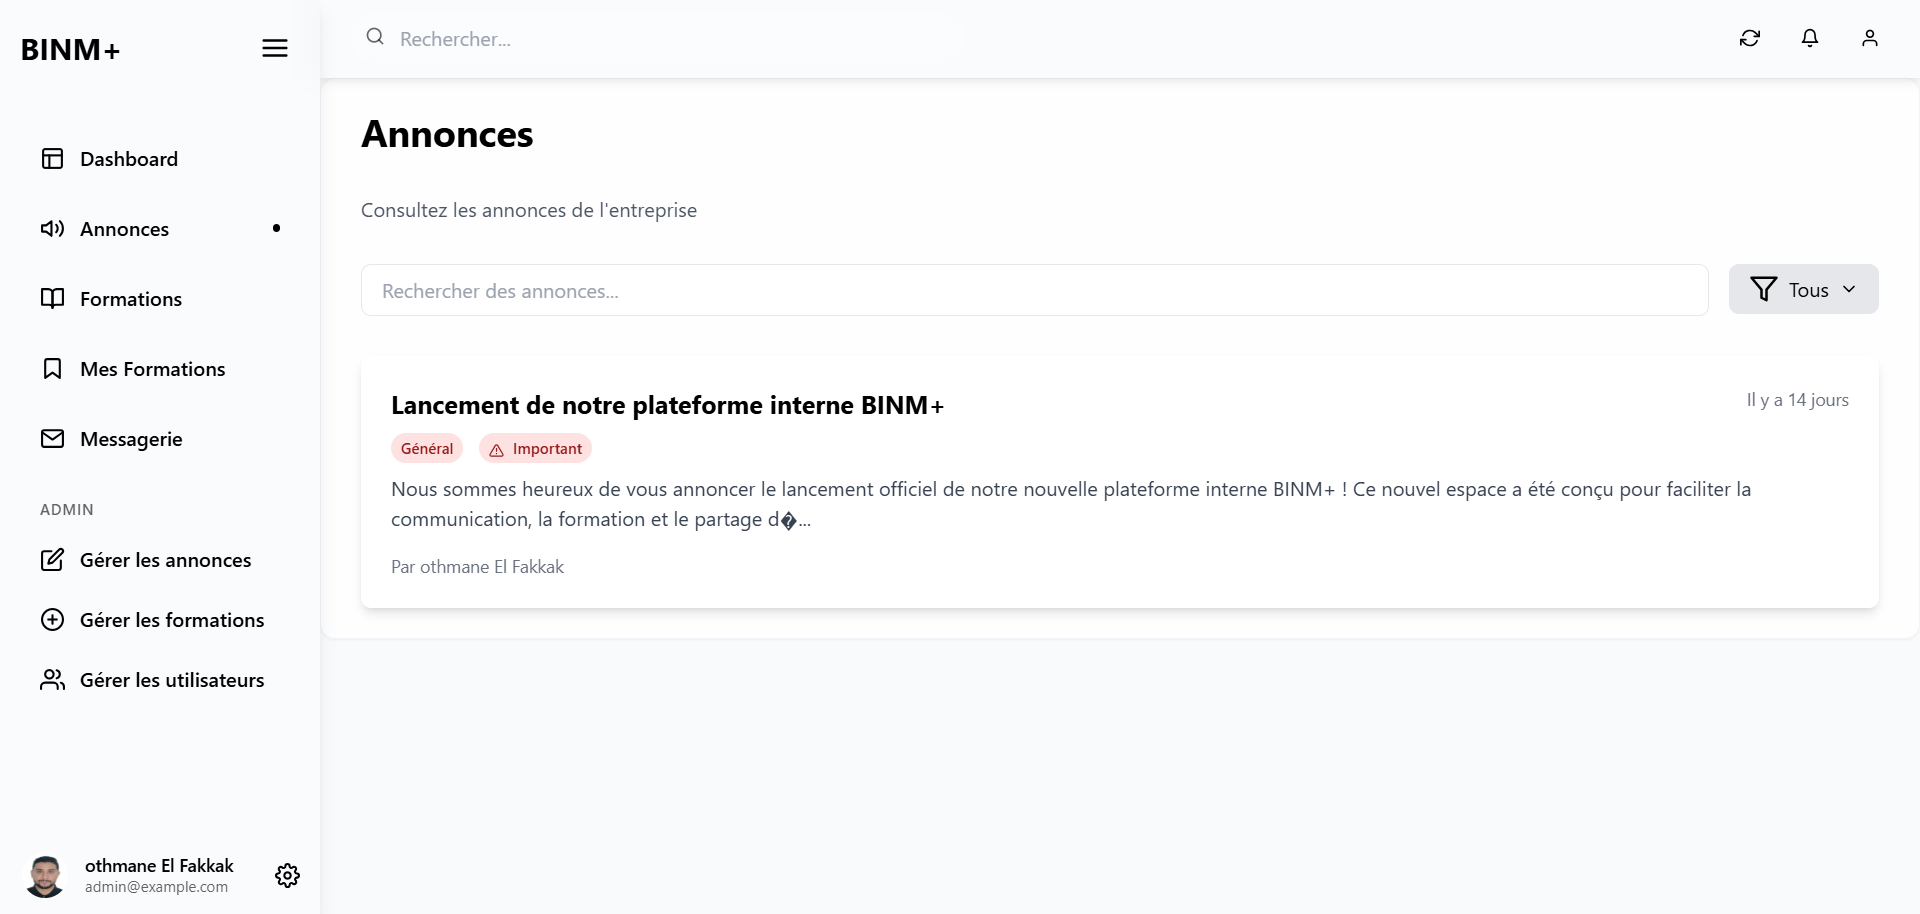 BINM+
Rechercher...
Dashboard
Annonces
Formations
Mes Formations
Messagerie
ADMIN
Gérer les annonces
Gérer les formations
Gérer les utilisateurs
othmane El Fakkak
admin@example.com
Annonces
Consultez les annonces de l'entreprise
Rechercher des annonces...
Tous
Lancement de notre plateforme interne BINM+
Il y a 14 jours
Général
Important
Nous sommes heureux de vous annoncer le lancement officiel de notre nouvelle plateforme interne BINM+ ! Ce nouvel espace a été conçu pour faciliter la
communication, la formation et le partage d�...
Par othmane El Fakkak